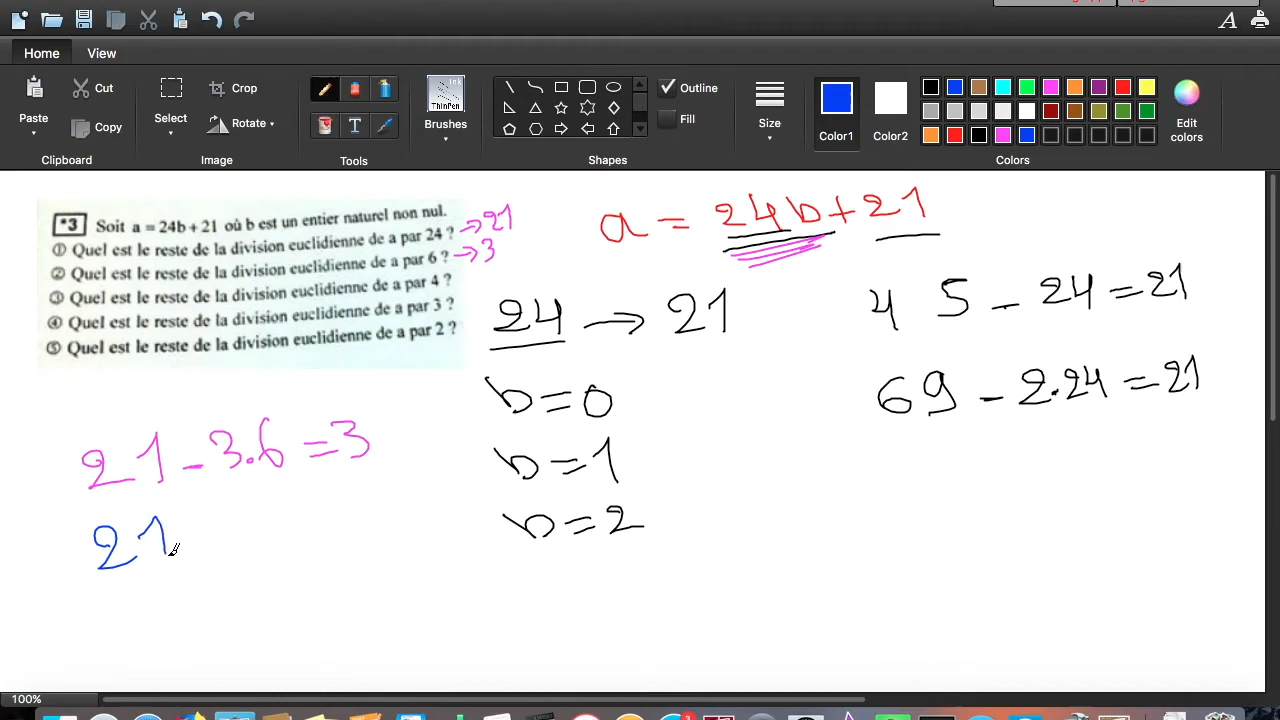 Home View
Paste
Cut
Copy
Clipboard
Select
Crop
Rotate
Image
Tools
Ink
ThinPen
Brushes
Outline
Fill
Shapes
Size
Color1
Color2
Colors
Edit colors
*3 Soit a = 24b + 21 où b est un entier naturel non nul.
① Quel est le reste de la division euclidienne de a par 24 ? → 21
② Quel est le reste de la division euclidienne de a par 6 ? → 3
③ Quel est le reste de la division euclidienne de a par 4 ?
④ Quel est le reste de la division euclidienne de a par 3 ?
⑤ Quel est le reste de la division euclidienne de a par 2 ?
a = 24b + 21
24 → 21
45 - 24 = 21
b = 0
69 - 2.24 = 21
b = 1
b = 2
21 - 3.6 = 3
21
100%